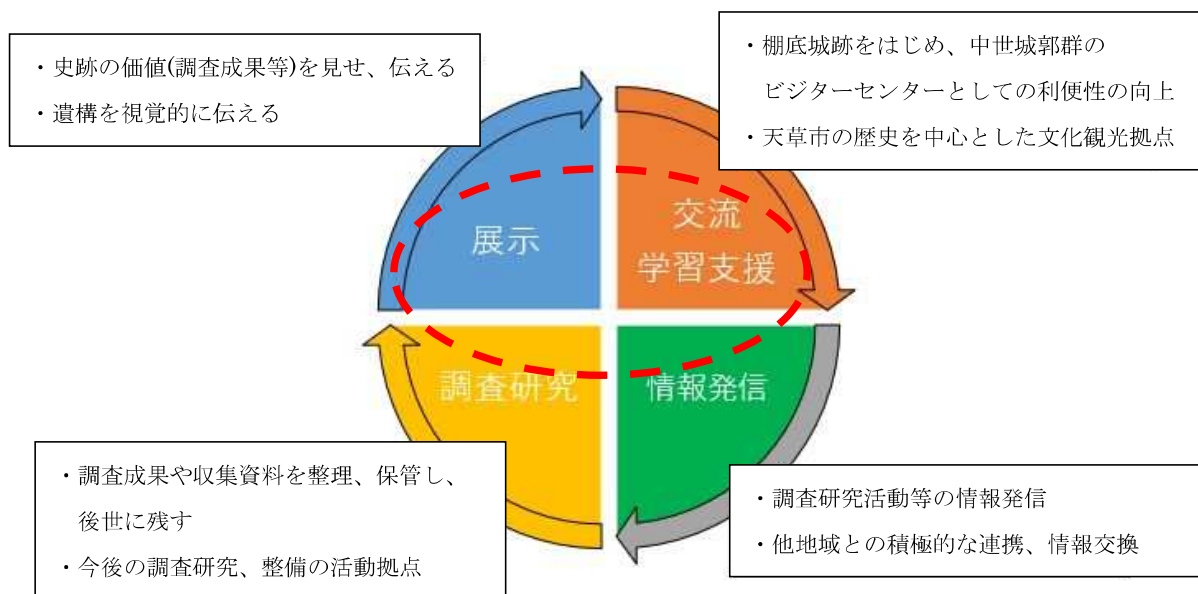 ・史跡の価値(調査成果等)を見せ、伝える
・遺構を視覚的に伝える
・棚底城跡をはじめ、中世城郭群の
ビジターセンターとしての利便性の向上
・天草市の歴史を中心とした文化観光拠点
展示
交流
学習支援
調査研究
情報発信
・調査成果や収集資料を整理、保管し、
後世に残す
・今後の調査研究、整備の活動拠点
・調査研究活動等の情報発信
・他地域との積極的な連携、情報交換